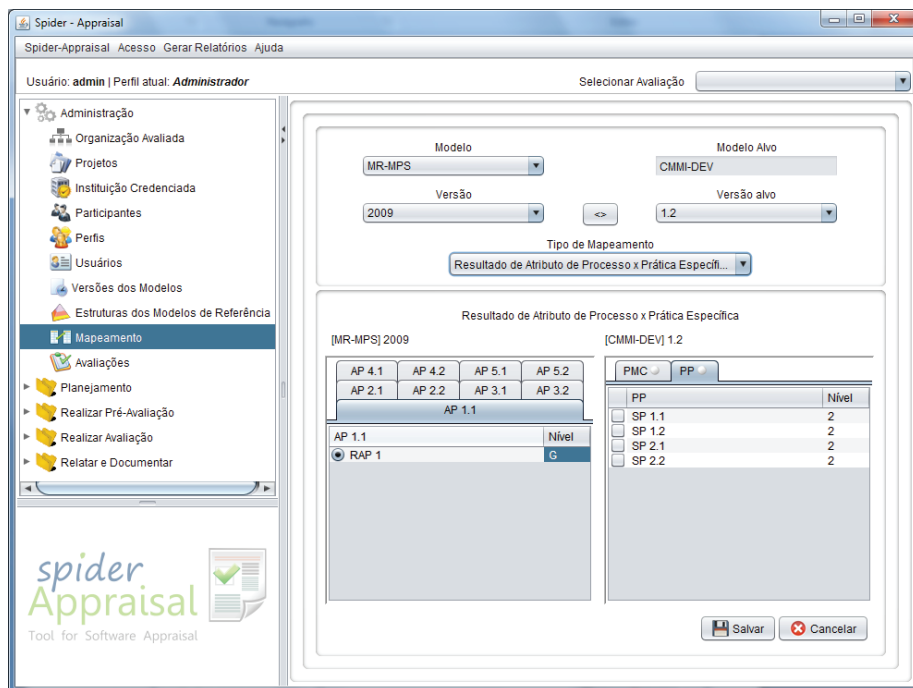 Spider - Appraisal
Spider-Appraisal Acesso Gerar Relatórios Ajuda
Usuário: admin | Perfil atual: Administrador
Selecionar Avaliação
Administração
Organização Avaliada
Projetos
Instituição Credenciada
Participantes
Perfis
Usuários
Versões dos Modelos
Estruturas dos Modelos de Referência
Mapeamento
Avaliações
Planejamento
Realizar Pré-Avaliação
Realizar Avaliação
Relatar e Documentar
spider
Appraisal
Tool for Software Appraisal
Modelo
Modelo Alvo
MR-MPS
CMMI-DEV
Versão
Versão alvo
2009
<>
1.2
Tipo de Mapeamento
Resultado de Atributo de Processo x Prática Específi...
Resultado de Atributo de Processo x Prática Específica
[MR-MPS] 2009
[CMMI-DEV] 1.2
AP 4.1 AP 4.2 AP 5.1 AP 5.2
AP 2.1 AP 2.2 AP 3.1 AP 3.2
AP 1.1
AP 1.1 Nível
RAP 1 G
PMC PP
PP Nível
SP 1.1 2
SP 1.2 2
SP 2.1 2
SP 2.2 2
Salvar Cancelar